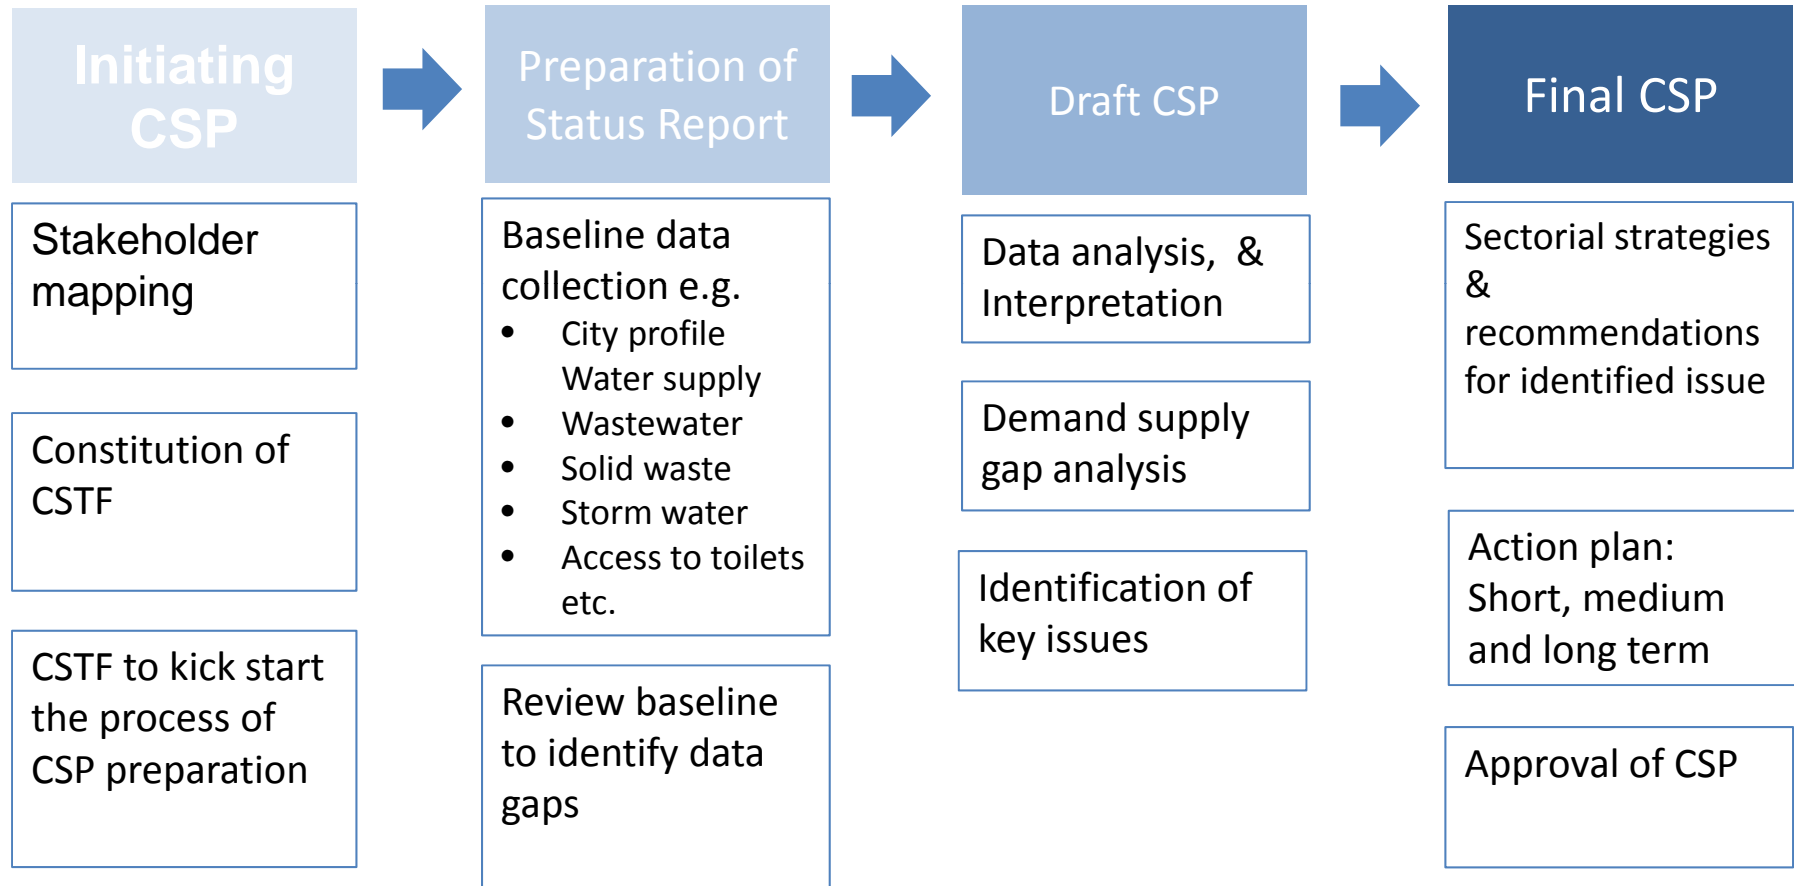 Initiating
CSP
Stakeholder
mapping
Constitution of
CSTF
CSTF to kick start
the process of
CSP preparation
Preparation of
Status Report
Baseline data
collection e.g.
• City profile
Water supply
• Wastewater
• Solid waste
• Storm water
• Access to toilets
etc.
Review baseline
to identify data
gaps
Draft CSP
Data analysis, &
Interpretation
Demand supply
gap analysis
Identification of
key issues
Final CSP
Sectorial strategies
&
recommendations
for identified issue
Action plan:
Short, medium
and long term
Approval of CSP